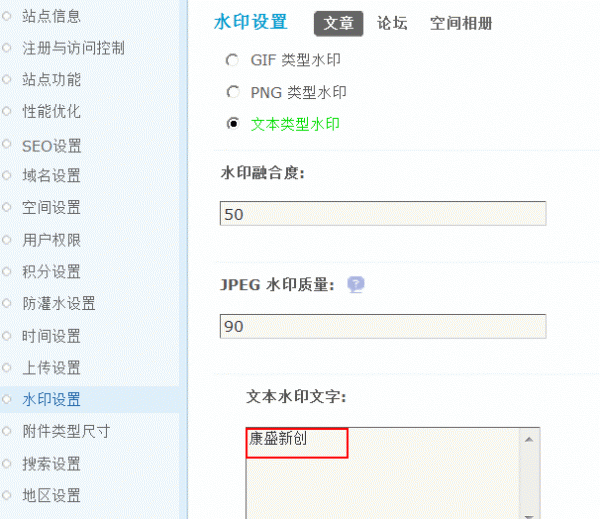 站点信息
注册与访问控制
站点功能
性能优化
SEO设置
域名设置
空间设置
用户权限
积分设置
防灌水设置
时间设置
上传设置
水印设置
附件类型尺寸
搜索设置
地区设置
水印设置 文章 论坛 空间相册
GIF 类型水印
PNG 类型水印
文本类型水印
水印融合度:
50
JPEG 水印质量: ?
90
文本水印文字:
康盛新创